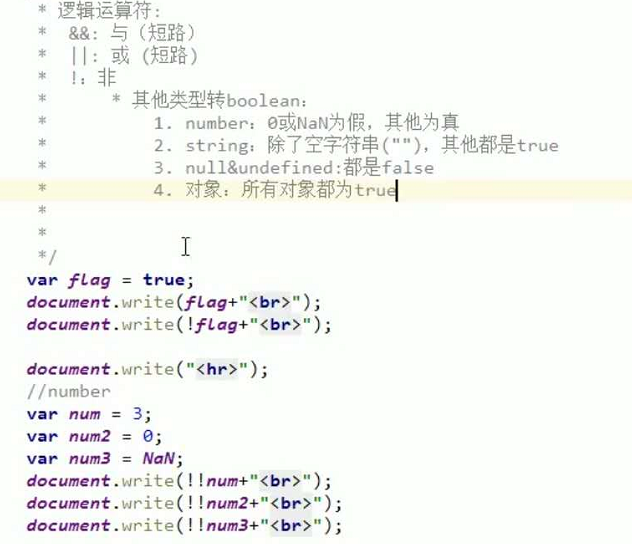 * 逻辑运算符:
* &&: 与（短路）
* ||: 或 (短路)
* !：非
* * 其他类型转boolean：
* 1. number：0或NaN为假，其他为真
* 2. string：除了空字符串("")，其他都是true
* 3. null&undefined:都是false
* 4. 对象：所有对象都为true
*
*
*/
var flag = true;
document.write(flag+"<br>");
document.write(!flag+"<br>");
document.write("<hr>");
//number
var num = 3;
var num2 = 0;
var num3 = NaN;
document.write(!!num+"<br>");
document.write(!!num2+"<br>");
document.write(!!num3+"<br>");